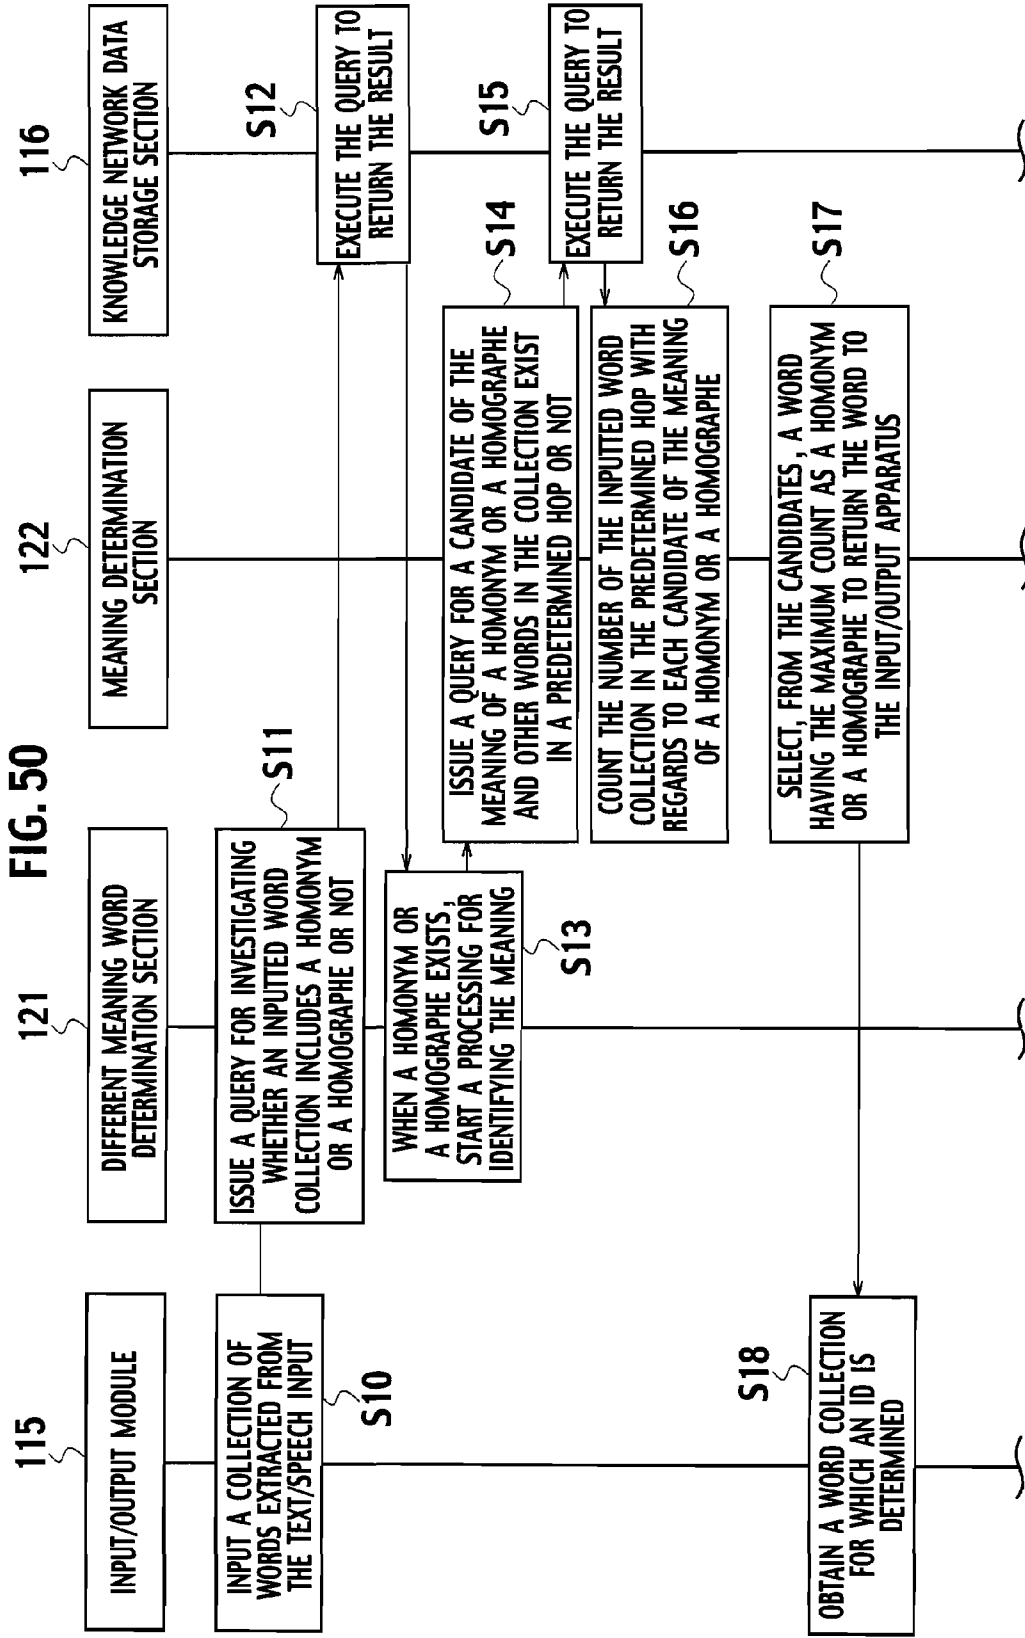 FIG. 50
115
INPUT/OUTPUT MODULE
121
DIFFERENT MEANING WORD
DETERMINATION SECTION
122
MEANING DETERMINATION
SECTION
116
KNOWLEDGE NETWORK DATA
STORAGE SECTION
INPUT A COLLECTION OF
WORDS EXTRACTED FROM
THE TEXT/SPEECH INPUT
S10
S11
ISSUE A QUERY FOR INVESTIGATING
WHETHER AN INPUTTED WORD
COLLECTION INCLUDES A HOMONYM
OR A HOMOGRAPHE OR NOT
S12
EXECUTE THE QUERY TO
RETURN THE RESULT
WHEN A HOMONYM OR
A HOMOGRAPHE EXISTS,
START A PROCESSING FOR
IDENTIFYING THE MEANING
S13
S14
ISSUE A QUERY FOR A CANDIDATE OF THE
MEANING OF A HOMONYM OR A HOMOGRAPHE
AND OTHER WORDS IN THE COLLECTION EXIST
IN A PREDETERMINED HOP OR NOT
S15
EXECUTE THE QUERY TO
RETURN THE RESULT
S16
COUNT THE NUMBER OF THE INPUTTED WORD
COLLECTION IN THE PREDETERMINED HOP WITH
REGARDS TO EACH CANDIDATE OF THE MEANING
OF A HOMONYM OR A HOMOGRAPHE
S17
SELECT, FROM THE CANDIDATES, A WORD
HAVING THE MAXIMUM COUNT AS A HOMONYM
OR A HOMOGRAPHE TO RETURN THE WORD TO
THE INPUT/OUTPUT APPARATUS
S18
OBTAIN A WORD COLLECTION
FOR WHICH AN ID IS
DETERMINED